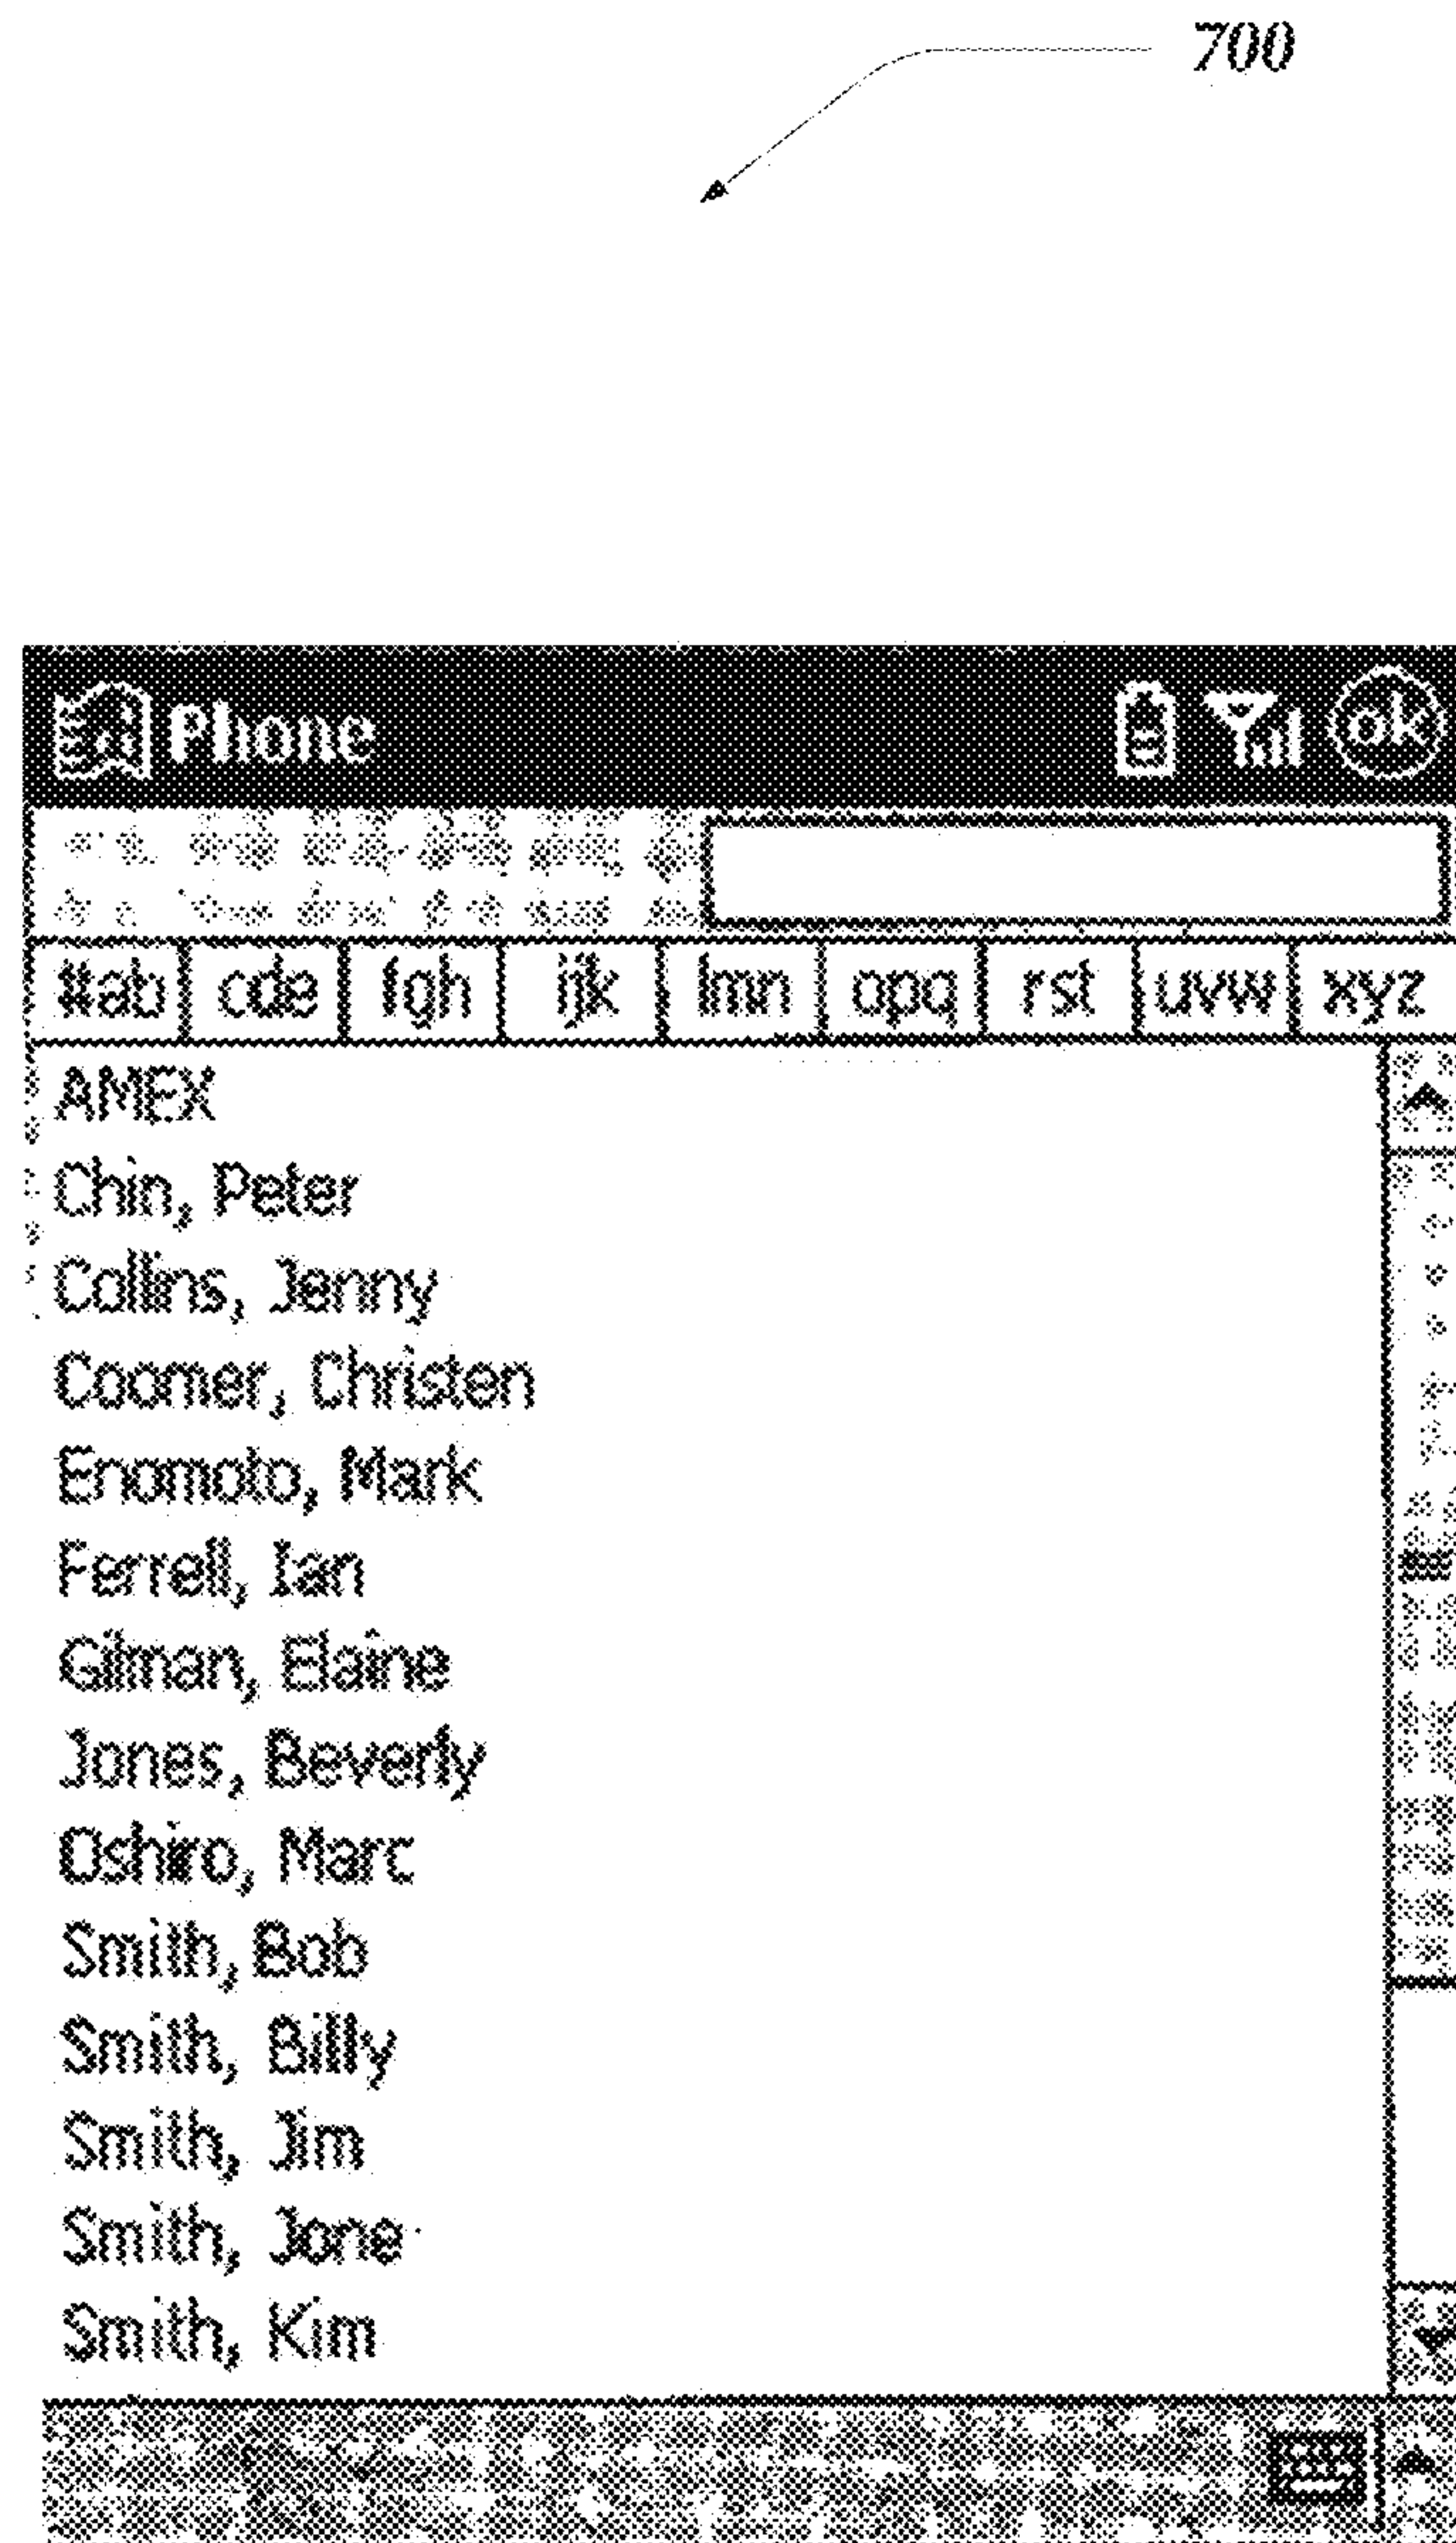 700
Phone ok
#ab cde fgh ijk lmn opq rst uvw xyz
AMEX
Chin, Peter
Collins, Jenny
Coomer, Christen
Enomoto, Mark
Ferrell, Ian
Gilman, Elaine
Jones, Beverly
Oshiro, Marc
Smith, Bob
Smith, Billy
Smith, Jim
Smith, Jone
Smith, Kim